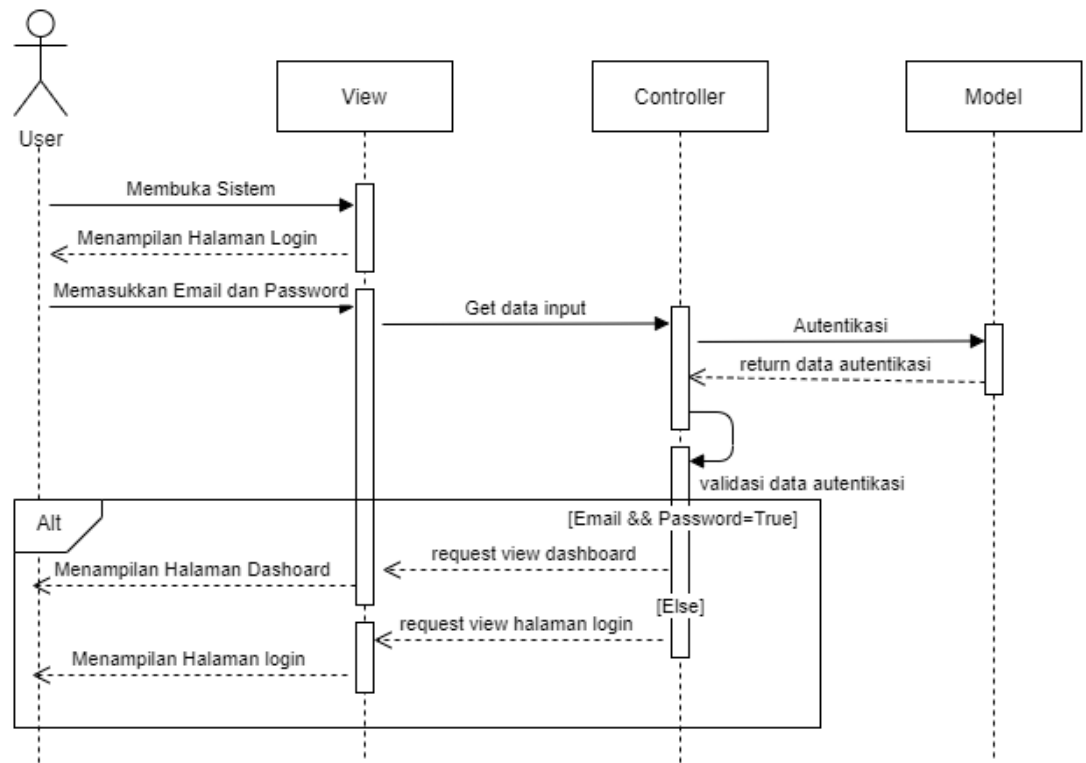 User
View
Controller
Model
Membuka Sistem
Menampilan Halaman Login
Memasukkan Email dan Password
Get data input
Autentikasi
return data autentikasi
validasi data autentikasi
Alt
[Email && Password=True]
request view dashboard
Menampilan Halaman Dashoard
[Else]
request view halaman login
Menampilan Halaman login